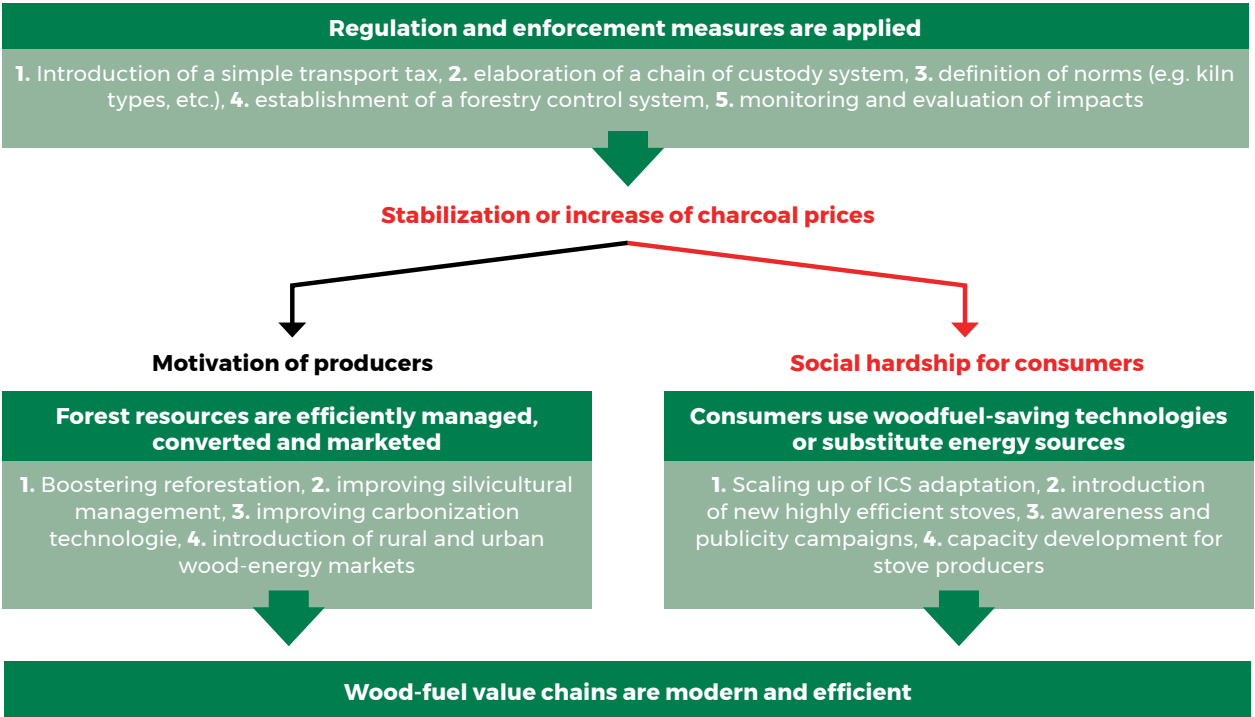 Regulation and enforcement measures are applied
1. Introduction of a simple transport tax, 2. elaboration of a chain of custody system, 3. definition of norms (e.g. kiln
types, etc.), 4. establishment of a forestry control system, 5. monitoring and evaluation of impacts
Stabilization or increase of charcoal prices
Motivation of producers
Forest resources are efficiently managed,
converted and marketed
1. Boostering reforestation, 2. improving silvicultural
management, 3. improving carbonization
technologie, 4. introduction of rural and urban
wood-energy markets
Social hardship for consumers
Consumers use woodfuel-saving technologies
or substitute energy sources
1. Scaling up of ICS adaptation, 2. introduction
of new highly efficient stoves, 3. awareness and
publicity campaigns, 4. capacity development for
stove producers
Wood-fuel value chains are modern and efficient